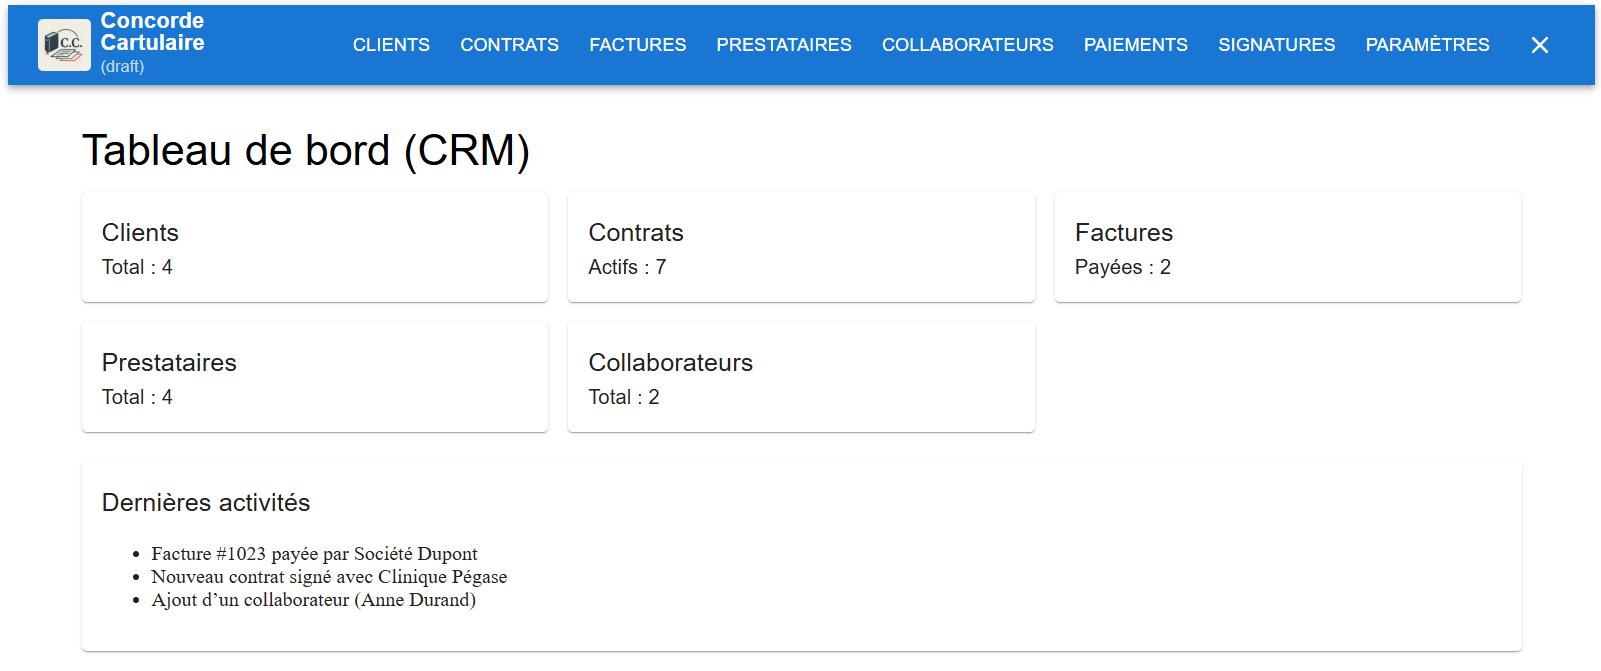 C.C.
Concorde
Cartulaire
(draft)
CLIENTS CONTRATS FACTURES PRESTATAIRES COLLABORATEURS PAIEMENTS SIGNATURES PARAMÈTRES
Tableau de bord (CRM)
Clients
Total : 4
Contrats
Actifs : 7
Factures
Payées : 2
Prestataires
Total : 4
Collaborateurs
Total : 2
Dernières activités
• Facture #1023 payée par Société Dupont
• Nouveau contrat signé avec Clinique Pégase
• Ajout d’un collaborateur (Anne Durand)